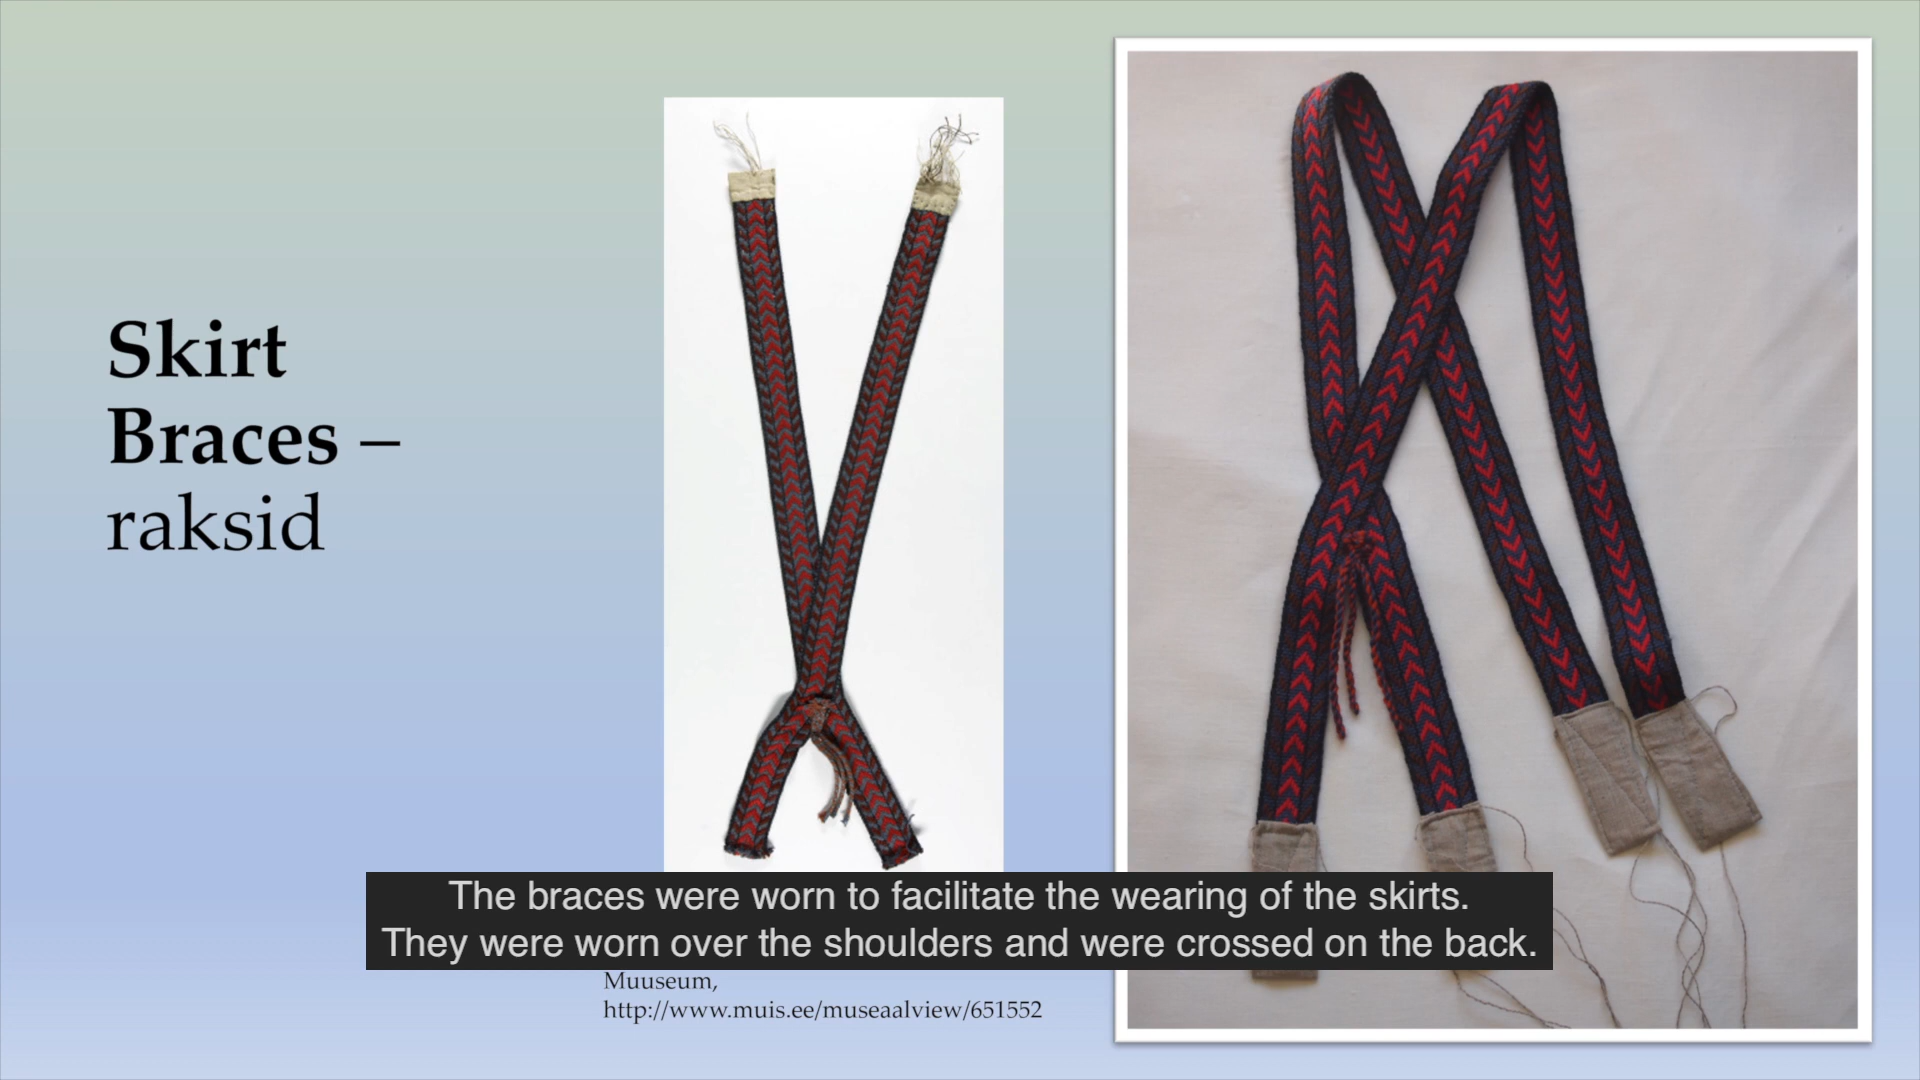 Skirt
Braces –
raksid
The braces were worn to facilitate the wearing of the skirts.
They were worn over the shoulders and were crossed on the back.
Muuseum,
http://www.muis.ee/museaalview/651552